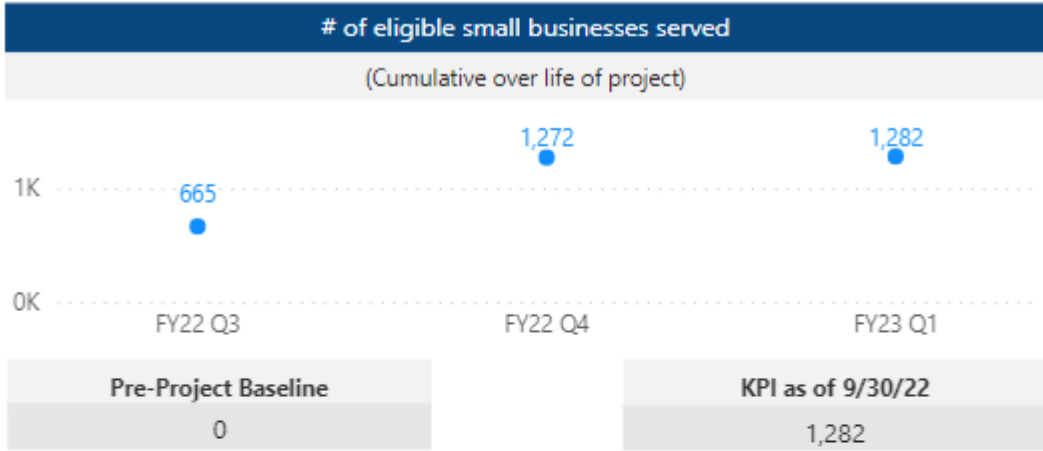 # of eligible small businesses served
(Cumulative over life of project)
1,272
1,282
1K
665
0K
FY22 Q3
FY22 Q4
FY23 Q1
Pre-Project Baseline
KPI as of 9/30/22
0
1,282